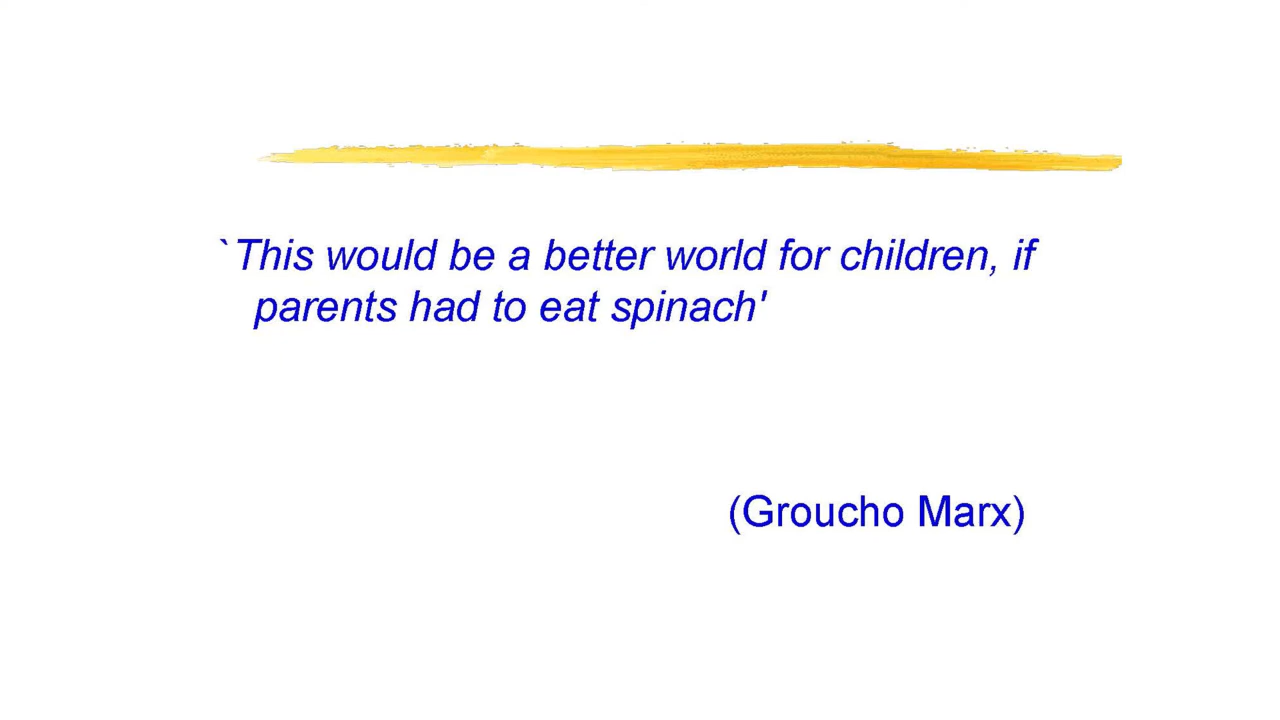 `This would be a better world for children, if
parents had to eat spinach'
(Groucho Marx)